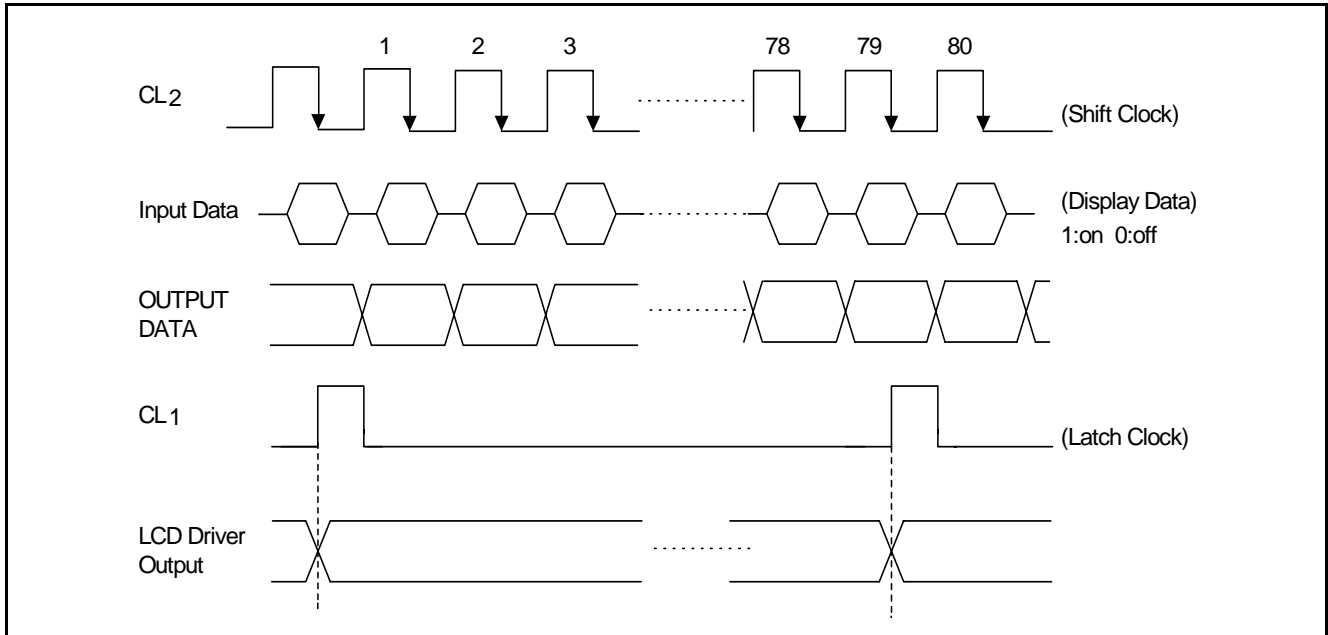 1 2 3 78 79 80
CL2
(Shift Clock)
Input Data
(Display Data)
1:on 0:off
OUTPUT
DATA
CL1
(Latch Clock)
LCD Driver
Output